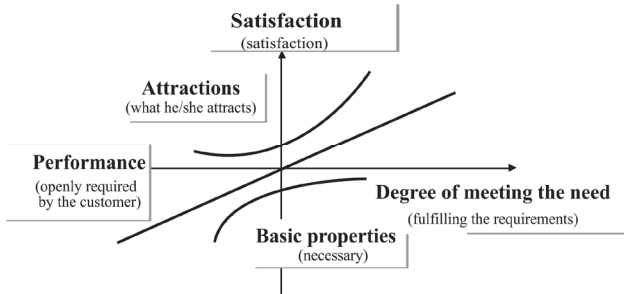 Satisfaction
(satisfaction)
Attractions
(what he/she attracts)
Performance
(openly required
by the customer)
Degree of meeting the need
(fulfilling the requirements)
Basic properties
(necessary)